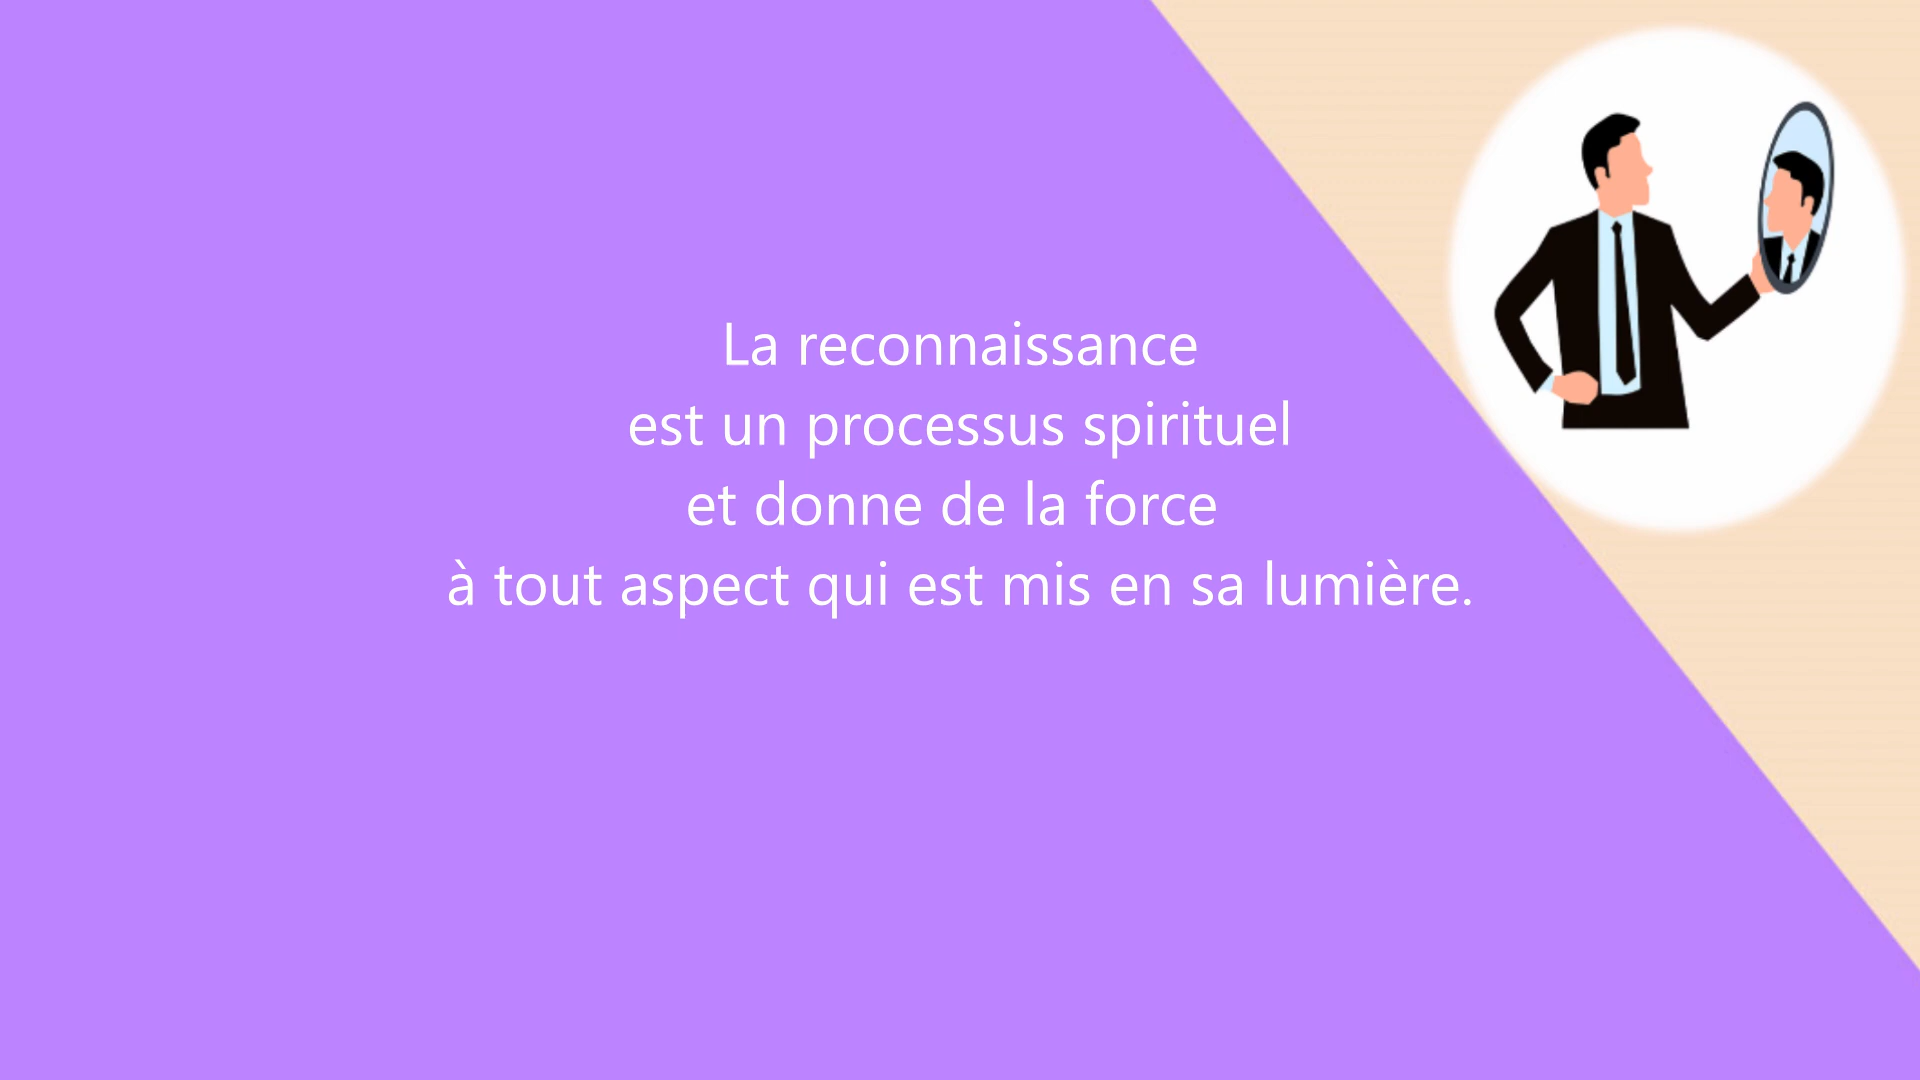 La reconnaissance
est un processus spirituel
et donne de la force
à tout aspect qui est mis en sa lumière.